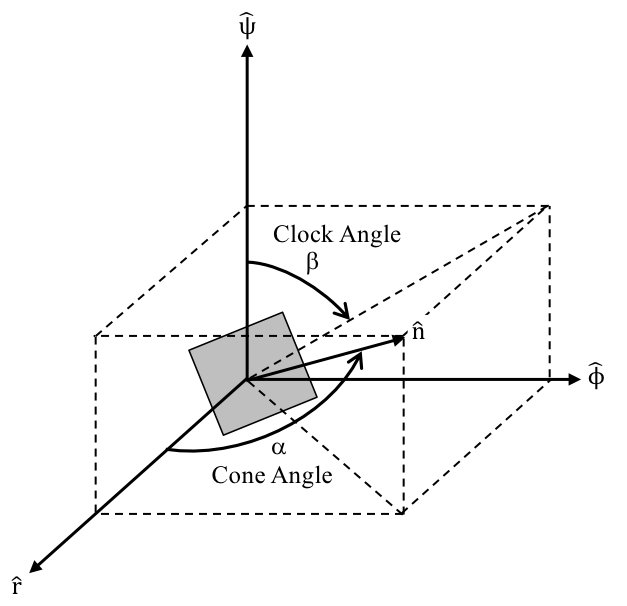 ψ̂
Clock Angle
β
n̂
ϕ̂
α
Cone Angle
r̂